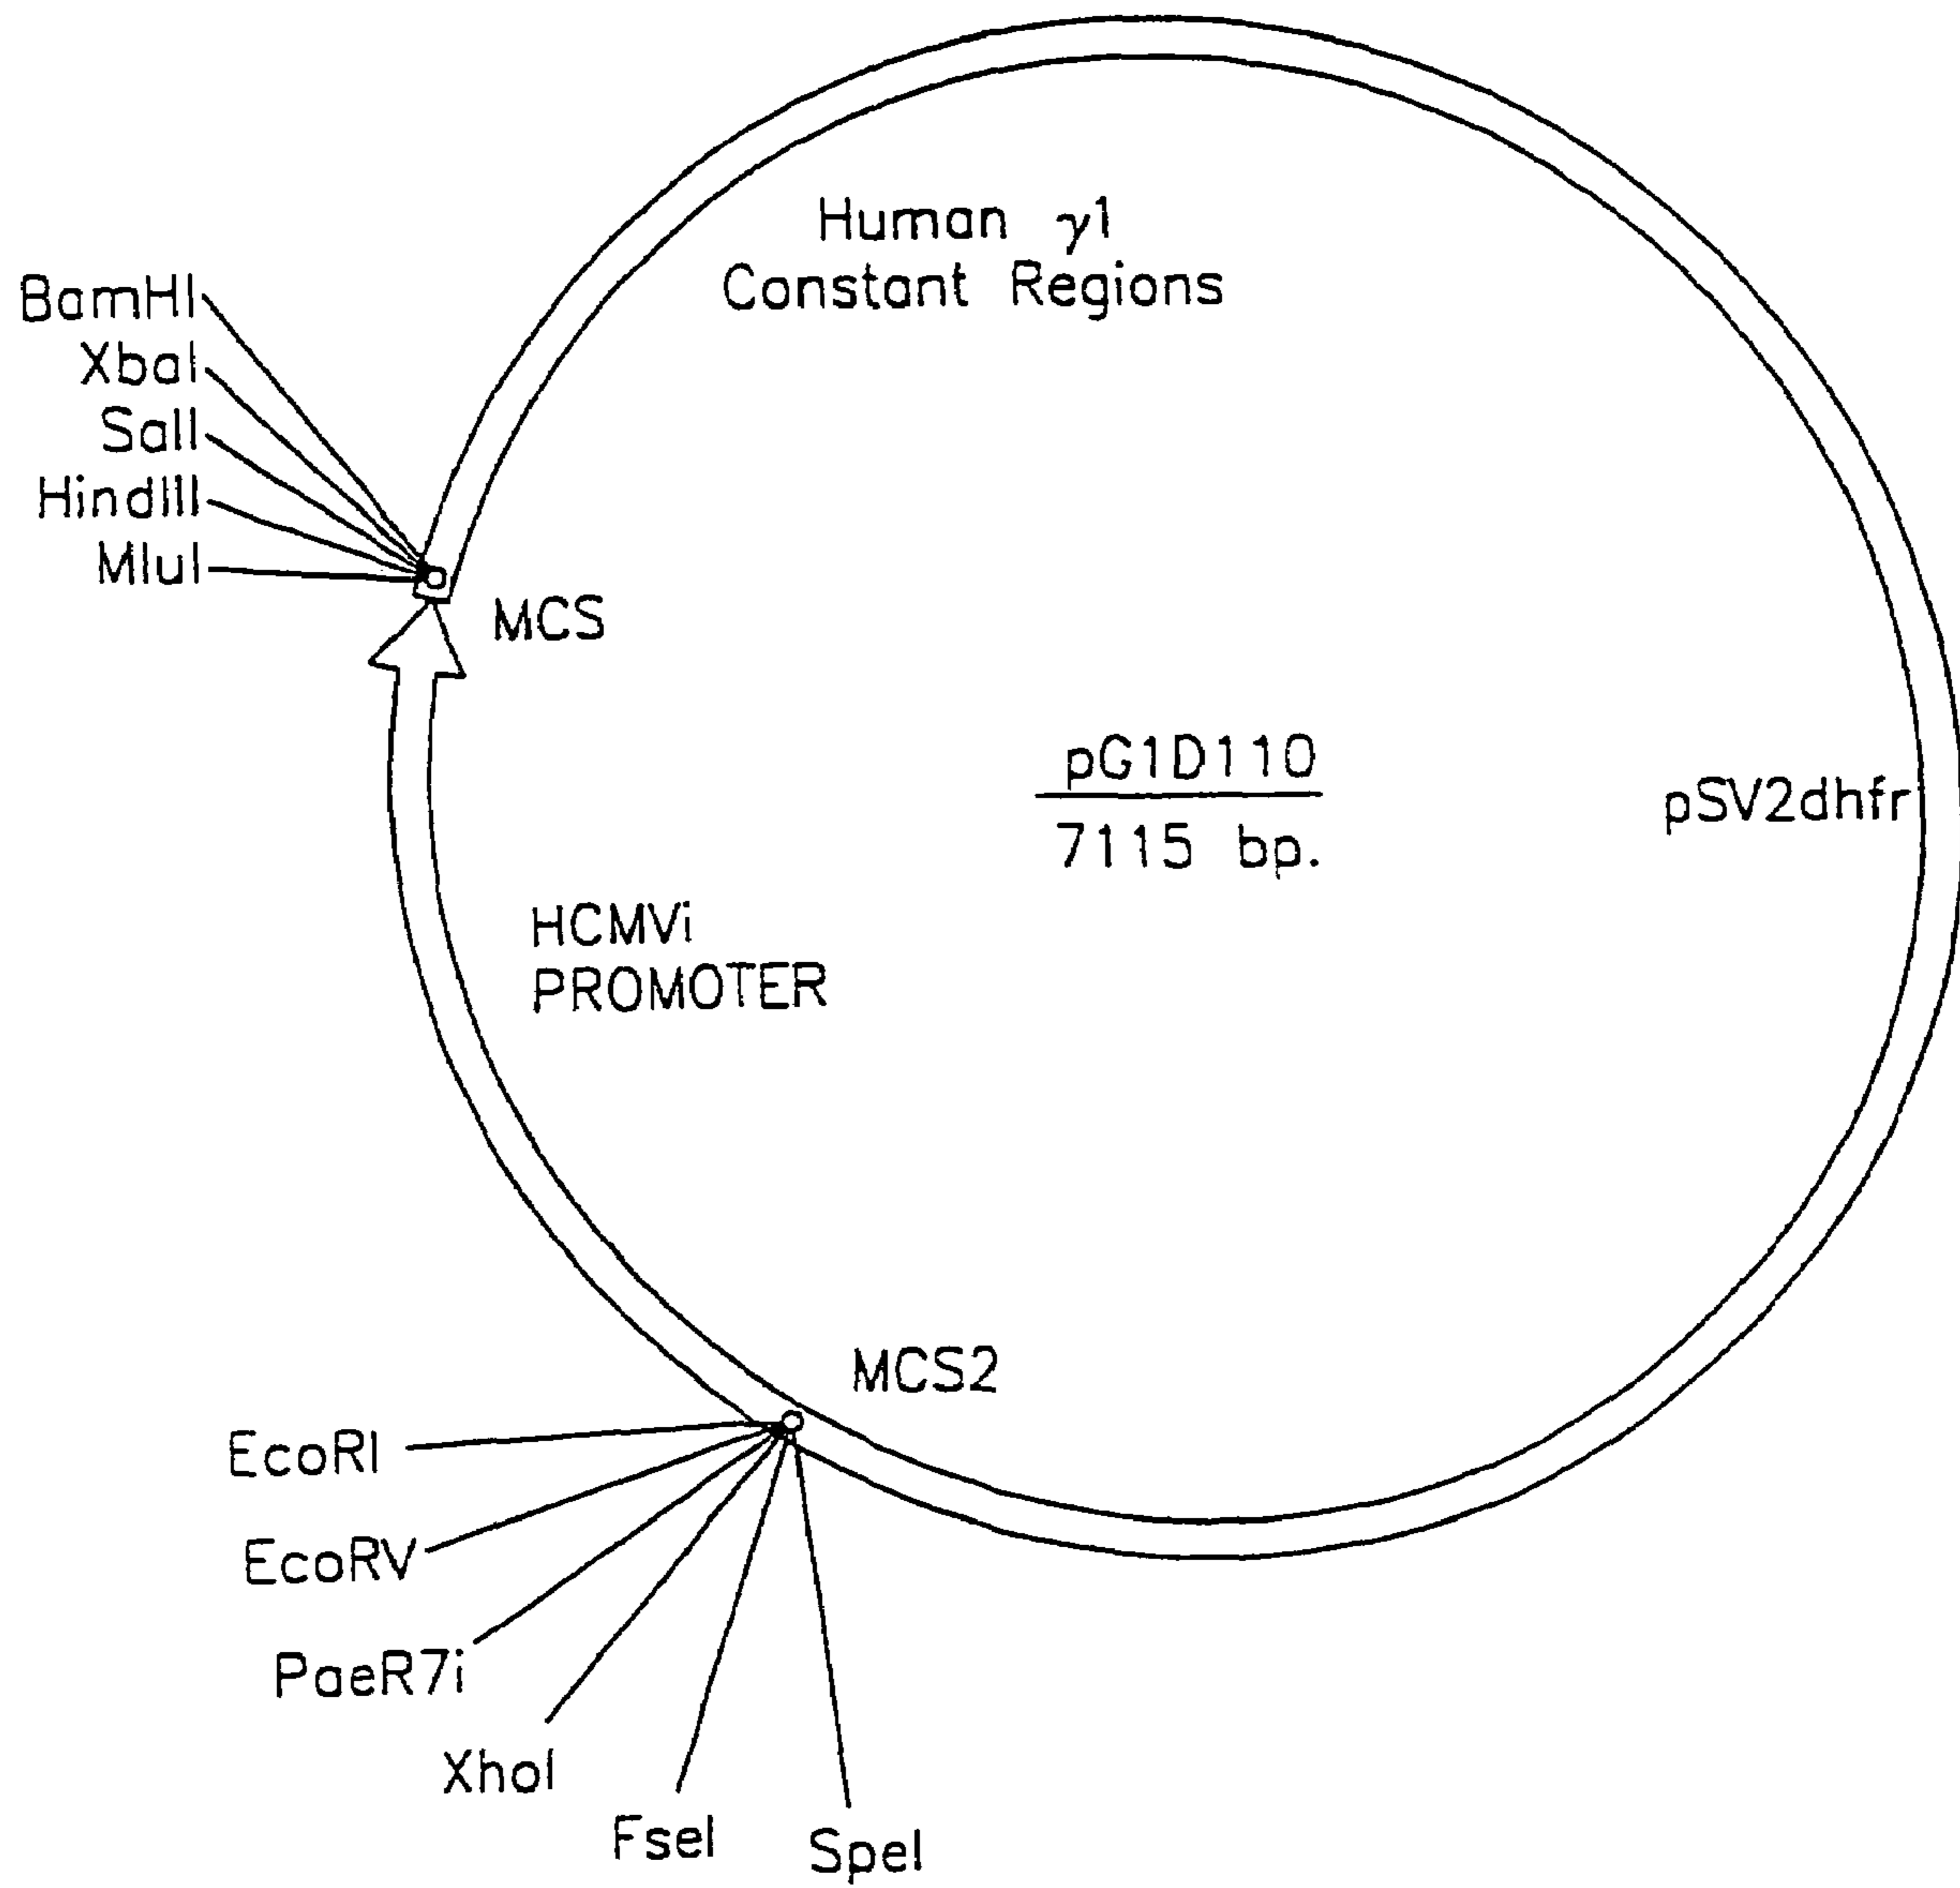 Human γ1
Constant Regions
BamHI
XbaI
SalI
HindIII
MluI
MCS
pG1D110
7115 bp.
pSV2dhfr
HCMVi
PROMOTER
MCS2
EcoRI
EcoRV
PaeR7i
XhoI
FseI
SpeI